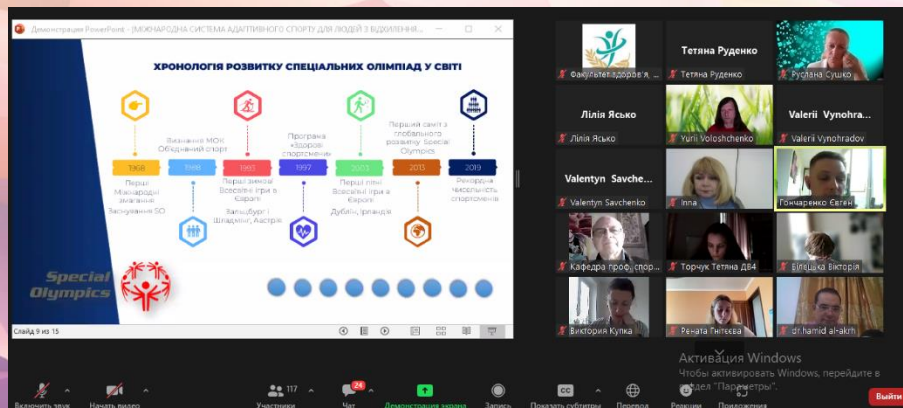 Демонстрация PowerPoint - [МІЖНАРОДНА СИСТЕМА АДАПТИВНОГО СПОРТУ ДЛЯ ЛЮДЕЙ З ВІДХИЛЕННЯ...
ХРОНОЛОГІЯ РОЗВИТКУ СПЕЦІАЛЬНИХ ОЛІМПІАД У СВІТІ
Визнання МОК
Об'єднаний спорт
Програма
«Здорові
спортсмени»
Перший саміт з
глобального
розвитку Special
Olympics
1968
1988
1993
1997
2003
2013
2019
Перші
Міжнародні
змагання
Заснування SO
Перші зимові
Всесвітні ігри в
Європі
Зальцбург і
Шладмінг, Австрія
Перші літні
Всесвітні ігри в
Європі
Дублін, Ірландія
Рекордна
чисельність
спортсменів
Special
Olympics
Слайд 9 из 15
Факультет здоров'я, ...
Тетяна Руденко
Тетяна Руденко
Руслана Сушко
Лілія Ясько
Лілія Ясько
Yurii Voloshchenko
Valerii Vynohra...
Valerii Vynohradov
Valentyn Savche...
Valentyn Savchenko
Inna
Гончаренко Євген
Кафедра проф, спор...
Торчук Тетяна ДВ4
Білецька Вікторія
Виктория Купка
Рената Гнітєєва
dr.hamid al-akrh
Активация Windows
Чтобы активировать Windows, перейдите в
раздел "Параметры".
Включить звук
Начать видео
117
Участники
24
Чат
Демонстрация экрана
Запись
CC
Показать субтитры
Перевод
Реакции
Приложения
Выйти